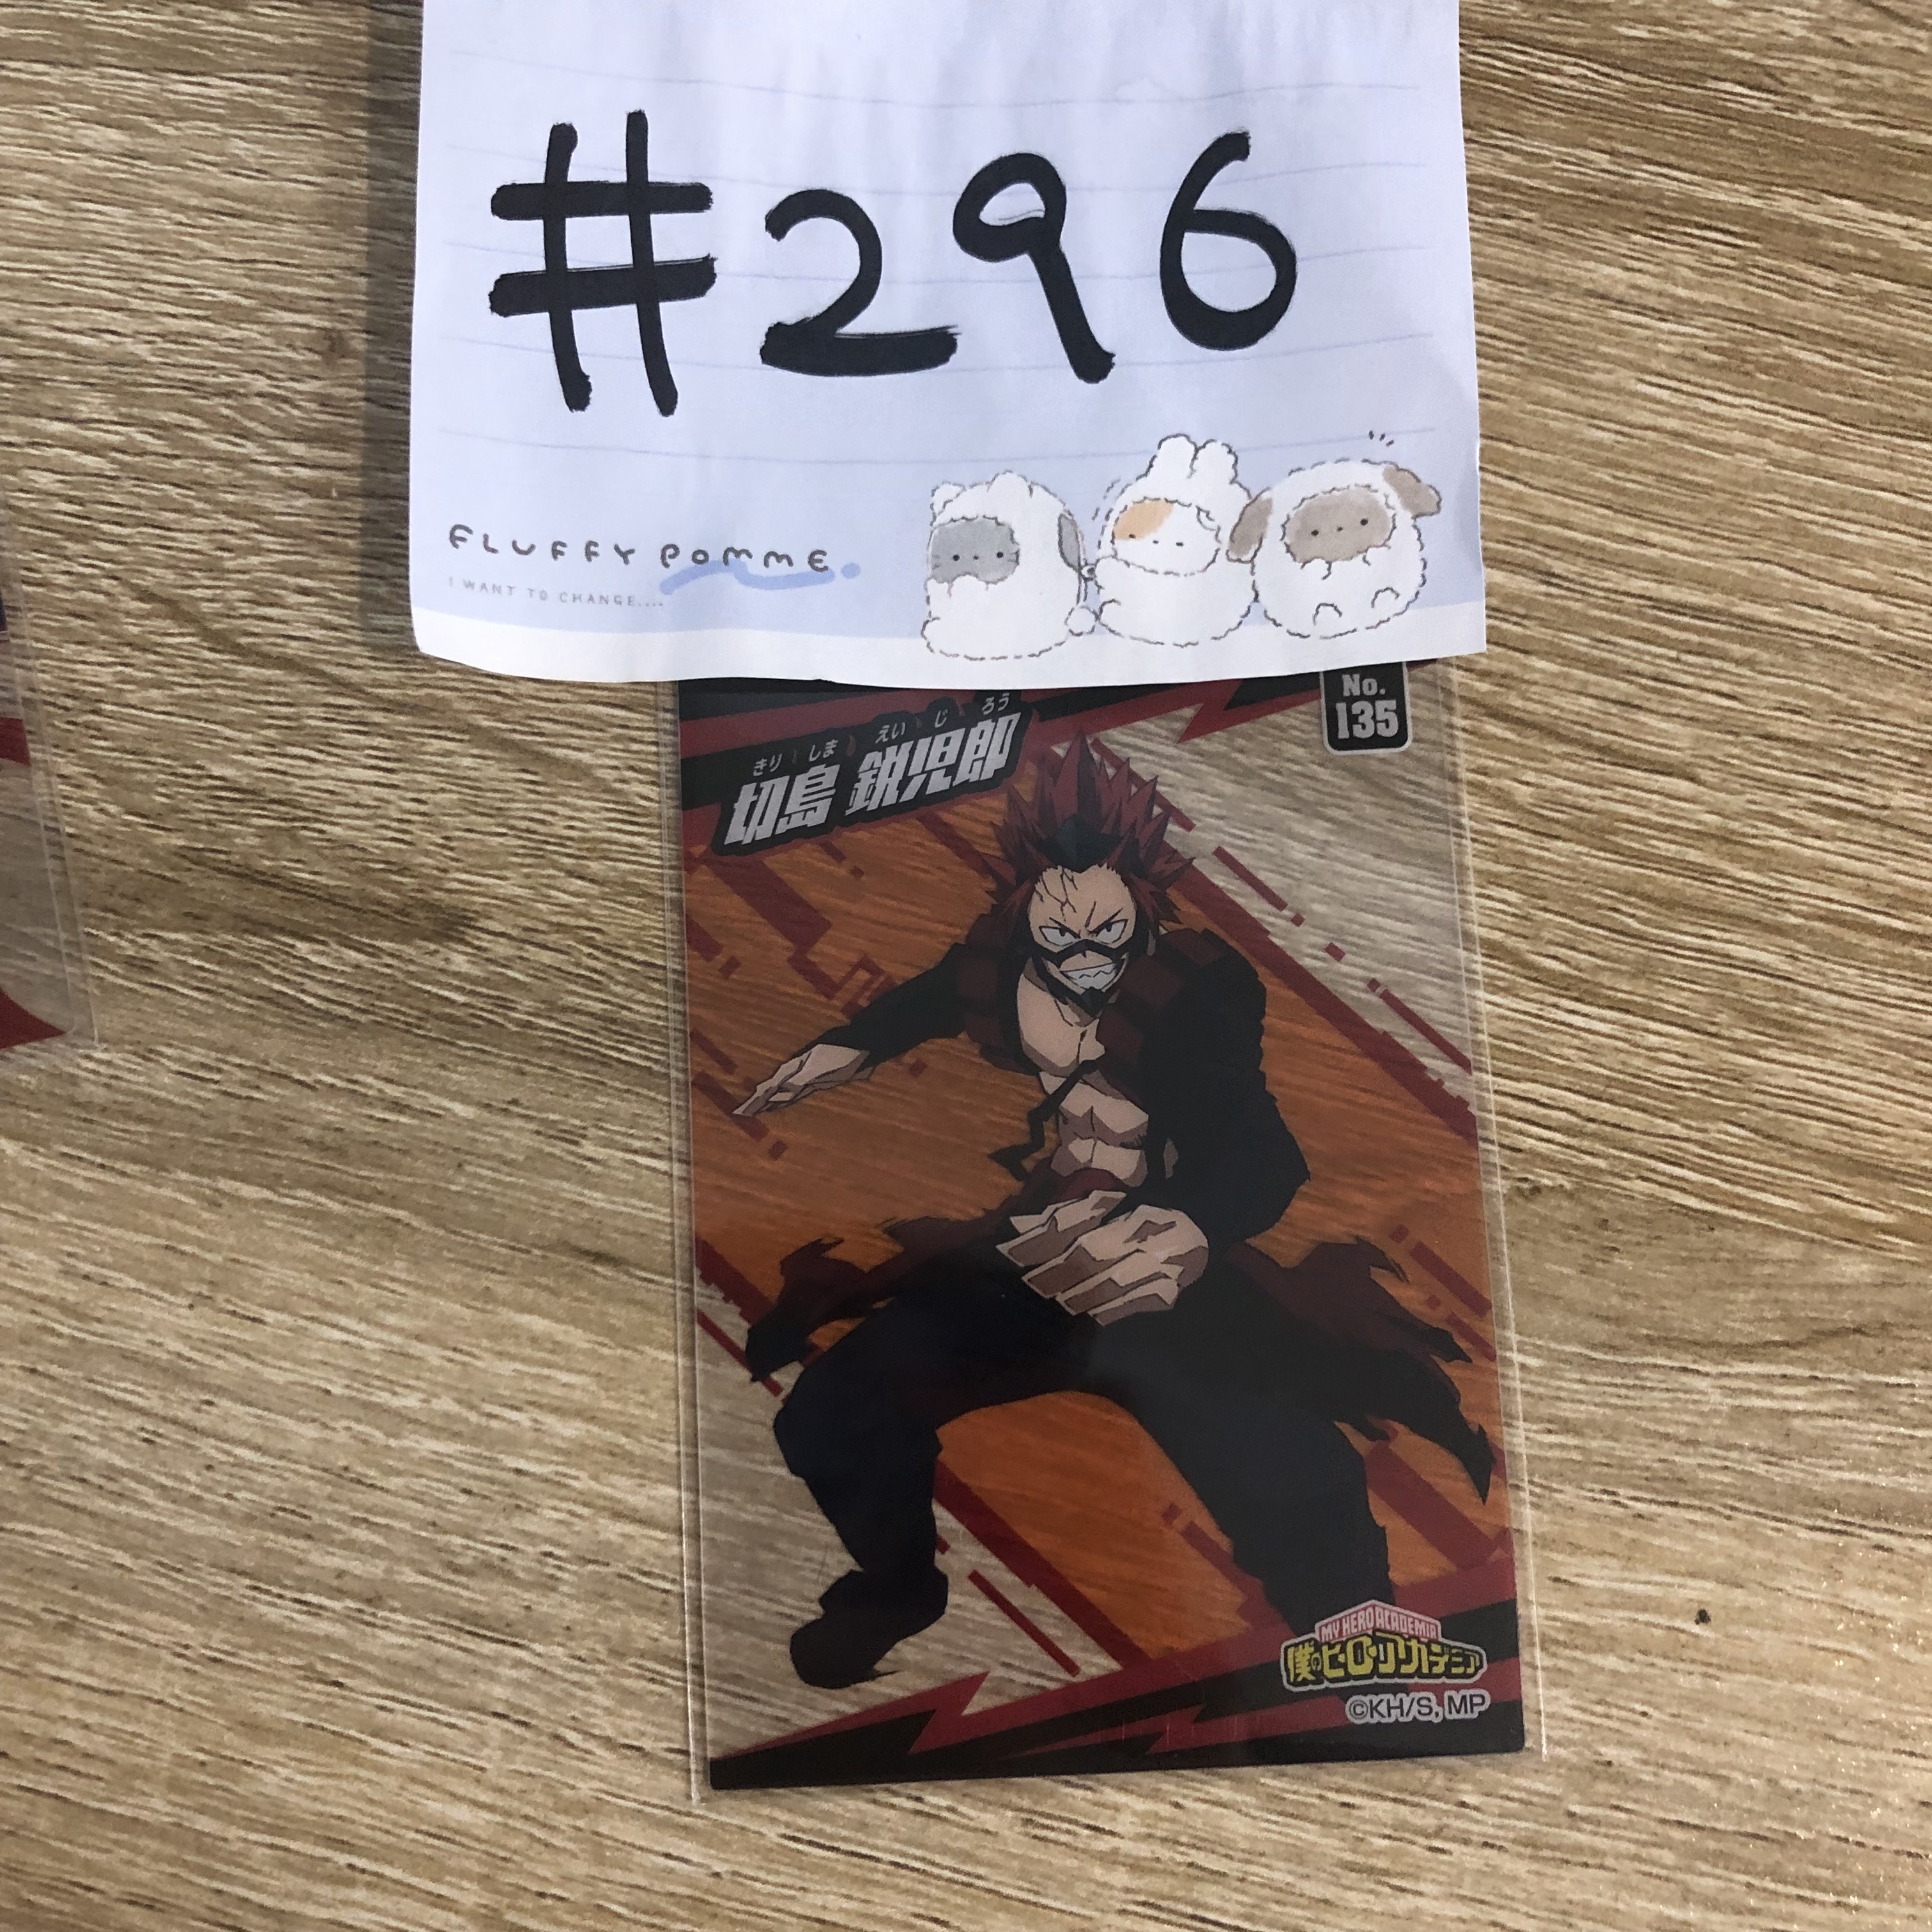 #296
FLUFFY POMME.
I WANT TO CHANGE....
No.
135
きり しま えい じ ろう
切島 鋭児郎
MY HERO ACADEMIA
僕のヒーローアカデミア
©KH/S, MP